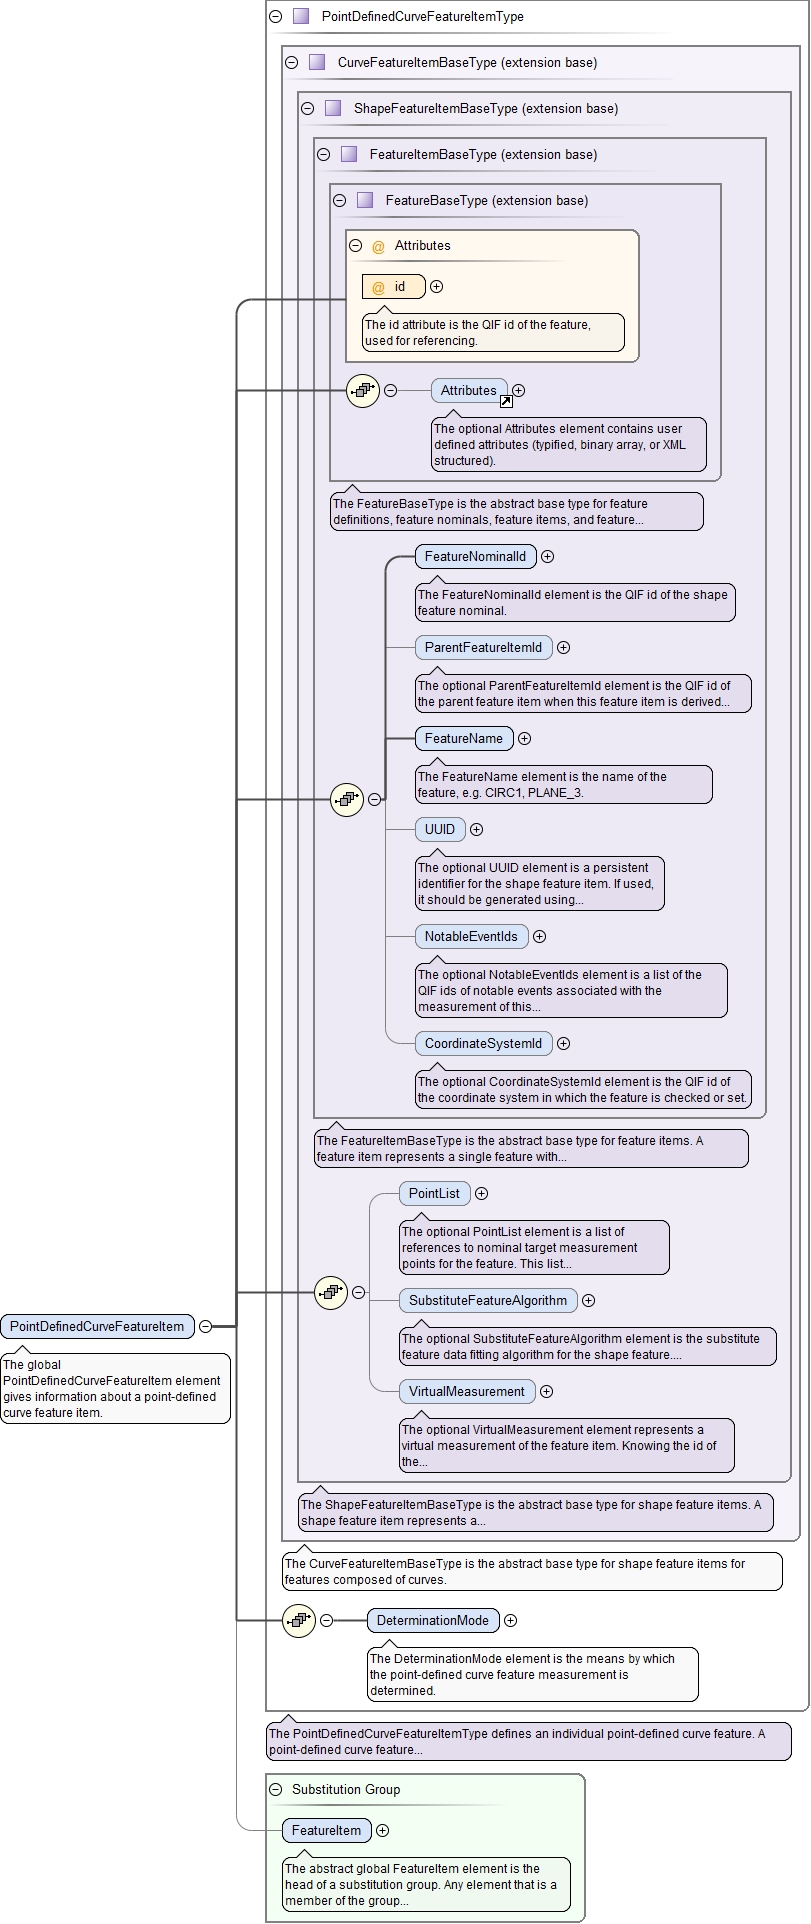 PointDefinedCurveFeatureItemType
CurveFeatureItemBaseType (extension base)
ShapeFeatureItemBaseType (extension base)
FeatureItemBaseType (extension base)
FeatureBaseType (extension base)
@ Attributes
@ id
The id attribute is the QIF id of the feature,
used for referencing.
Attributes
The optional Attributes element contains user
defined attributes (typified, binary array, or XML
structured).
The FeatureBaseType is the abstract base type for feature
definitions, feature nominals, feature items, and feature...
FeatureNominalId
The FeatureNominalId element is the QIF id of the shape
feature nominal.
ParentFeatureItemId
The optional ParentFeatureItemId element is the QIF id of
the parent feature item when this feature item is derived...
FeatureName
The FeatureName element is the name of the
feature, e.g. CIRC1, PLANE_3.
UUID
The optional UUID element is a persistent
identifier for the shape feature item. If used,
it should be generated using...
NotableEventIds
The optional NotableEventIds element is a list of the
QIF ids of notable events associated with the
measurement of this...
CoordinateSystemId
The optional CoordinateSystemId element is the QIF id of
the coordinate system in which the feature is checked or set.
The FeatureItemBaseType is the abstract base type for feature items. A
feature item represents a single feature with...
PointList
The optional PointList element is a list of
references to nominal target measurement
points for the feature. This list...
SubstituteFeatureAlgorithm
The optional SubstituteFeatureAlgorithm element is the substitute
feature data fitting algorithm for the shape feature....
VirtualMeasurement
The optional VirtualMeasurement element represents a
virtual measurement of the feature item. Knowing the id of
the...
The ShapeFeatureItemBaseType is the abstract base type for shape feature items. A
shape feature item represents a...
The CurveFeatureItemBaseType is the abstract base type for shape feature items for
features composed of curves.
PointDefinedCurveFeatureItem
The global
PointDefinedCurveFeatureItem element
gives information about a point-defined
curve feature item.
DeterminationMode
The DeterminationMode element is the means by which
the point-defined curve feature measurement is
determined.
The PointDefinedCurveFeatureItemType defines an individual point-defined curve feature. A
point-defined curve feature...
Substitution Group
FeatureItem
The abstract global FeatureItem element is the
head of a substitution group. Any element that is a
member of the group...